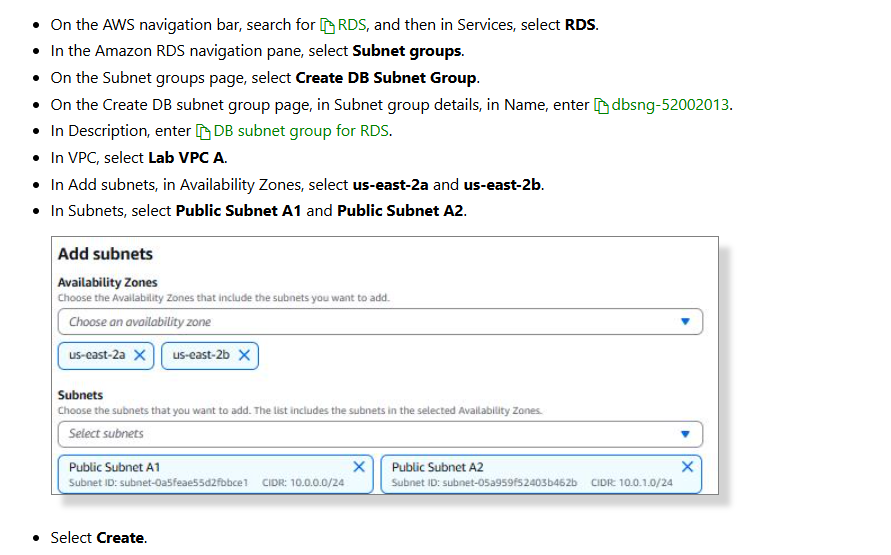 On the AWS navigation bar, search for RDS, and then in Services, select RDS.
In the Amazon RDS navigation pane, select Subnet groups.
On the Subnet groups page, select Create DB Subnet Group.
On the Create DB subnet group page, in Subnet group details, in Name, enter dbsng-52002013.
In Description, enter DB subnet group for RDS.
In VPC, select Lab VPC A.
In Add subnets, in Availability Zones, select us-east-2a and us-east-2b.
In Subnets, select Public Subnet A1 and Public Subnet A2.
Add subnets
Availability Zones
Choose the Availability Zones that include the subnets you want to add.
Choose an availability zone
us-east-2a us-east-2b
Subnets
Choose the subnets that you want to add. The list includes the subnets in the selected Availability Zones.
Select subnets
Public Subnet A1 Public Subnet A2
Subnet ID: subnet-0a5feae55d2fbbce1 CIDR: 10.0.0.0/24 Subnet ID: subnet-05a959f52403b462b CIDR: 10.0.1.0/24
Select Create.